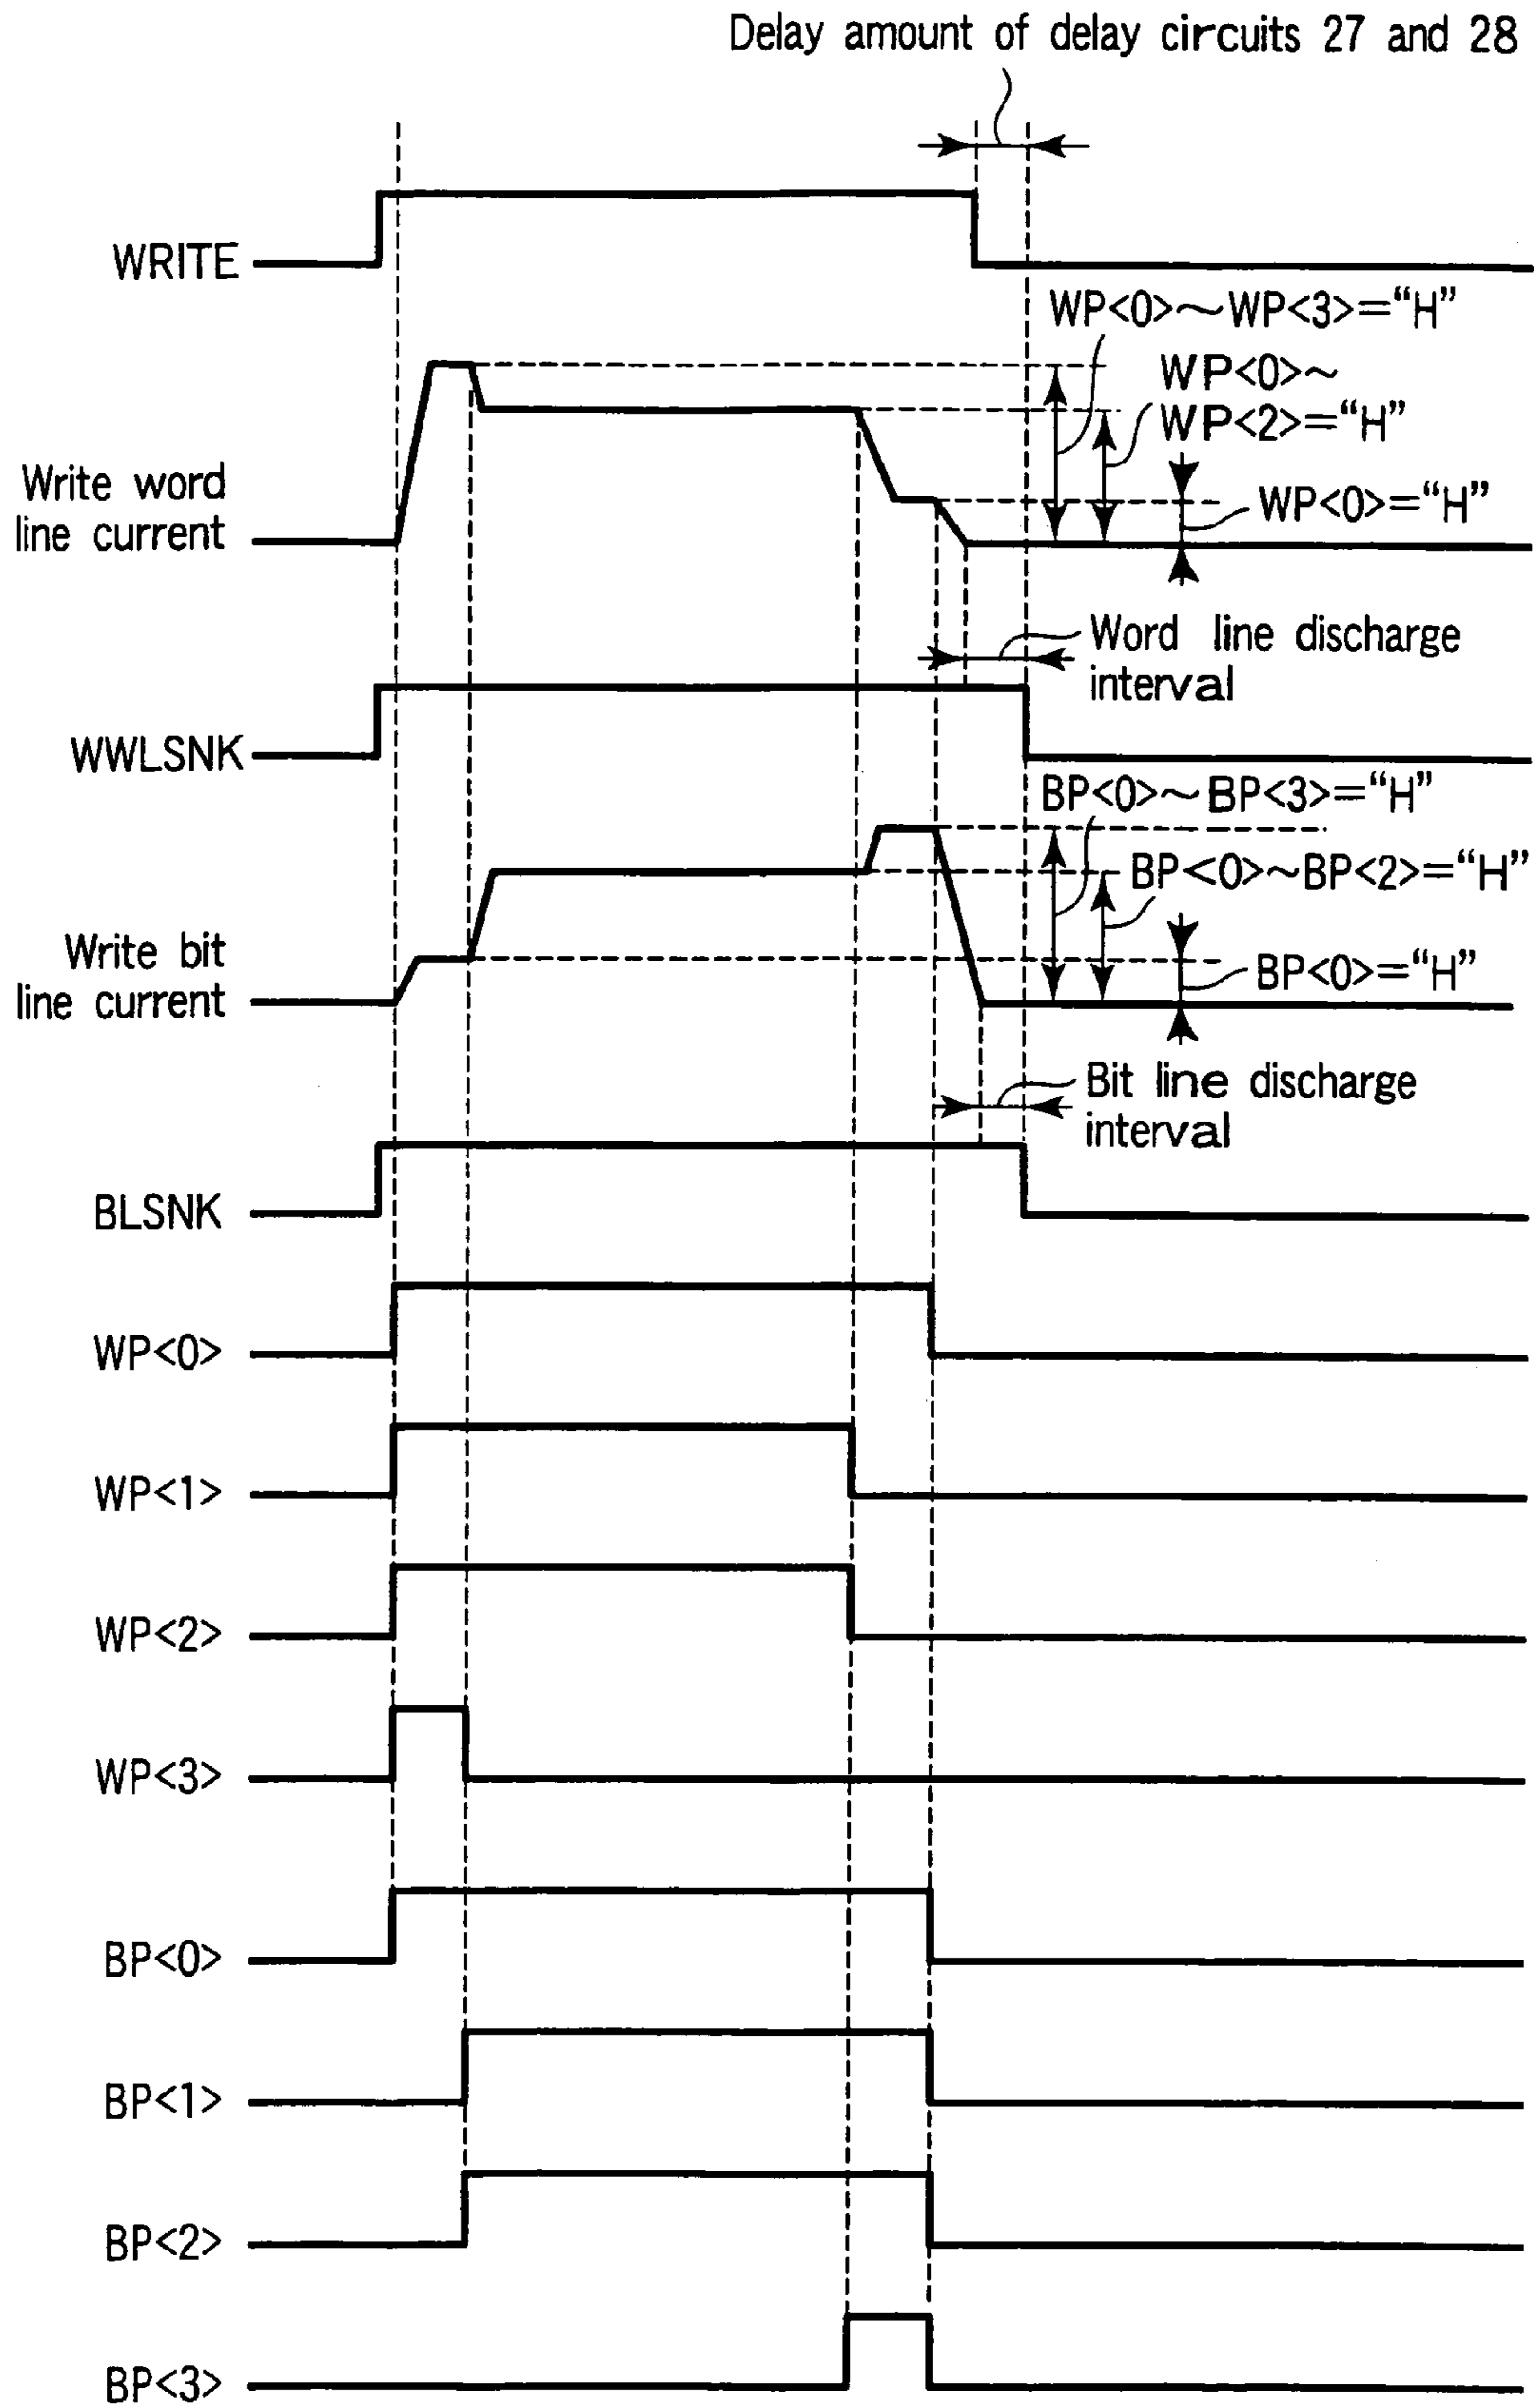 Delay amount of delay circuits 27 and 28
WRITE
WP<0>~WP<3>="H"
WP<0>~
WP<2>="H"
Write word
line current
WP<0>="H"
Word line discharge
interval
WWLSNK
BP<0>~BP<3>="H"
BP<0>~BP<2>="H"
Write bit
line current
BP<0>="H"
Bit line discharge
interval
BLSNK
WP<0>
WP<1>
WP<2>
WP<3>
BP<0>
BP<1>
BP<2>
BP<3>